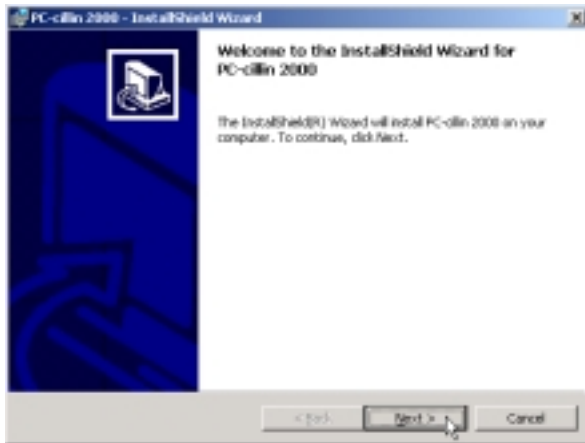 PC-cillin 2000 - InstallShield Wizard
Welcome to the InstallShield Wizard for
PC-cillin 2000
The InstallShield(R) Wizard will install PC-cillin 2000 on your
computer. To continue, click Next.
< Back
Next >
Cancel